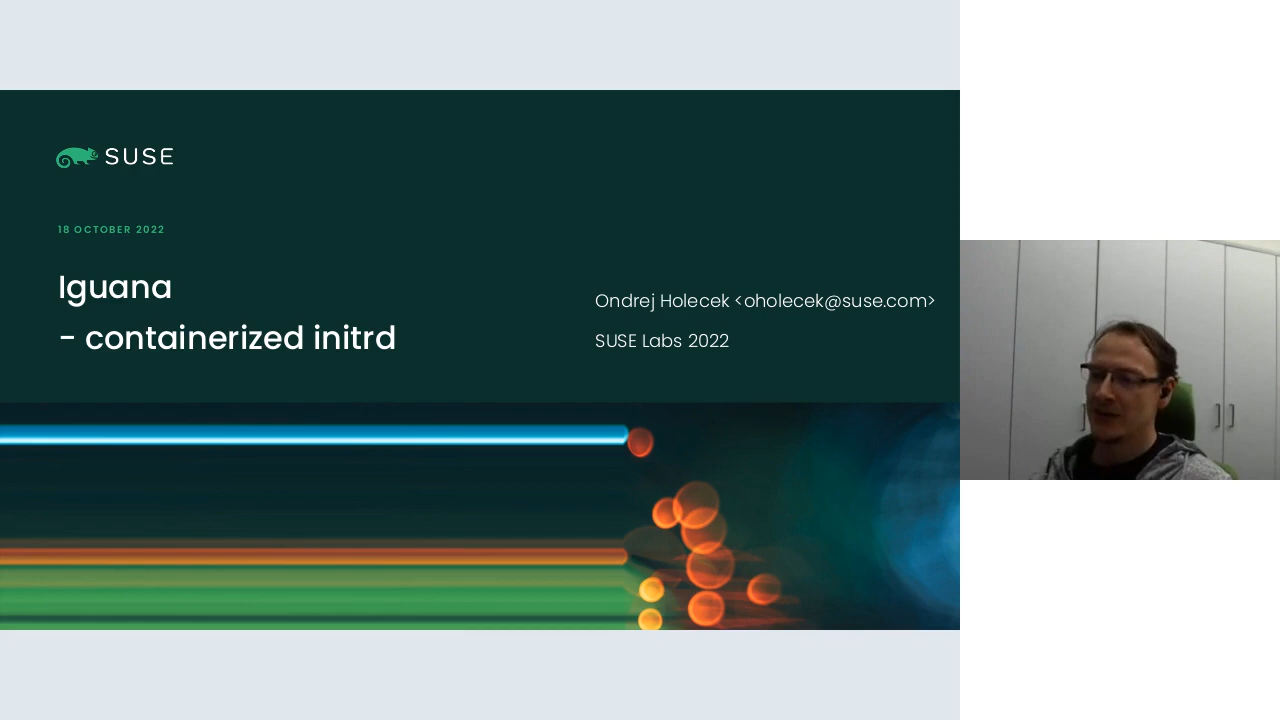 SUSE
18 OCTOBER 2022
Iguana
- containerized initrd
Ondrej Holecek <oholecek@suse.com>
SUSE Labs 2022